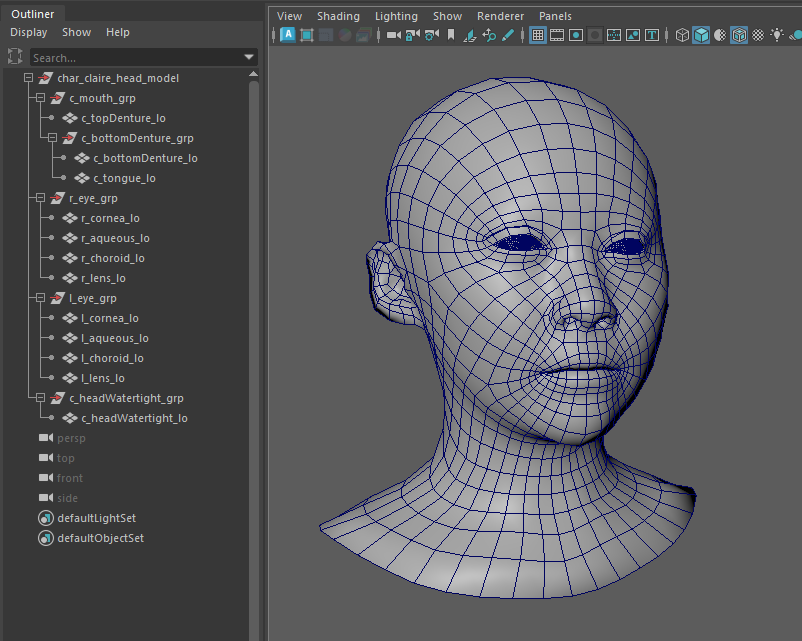 Outliner
Display Show Help
Search...
char_claire_head_model
c_mouth_grp
c_topDenture_lo
c_bottomDenture_grp
c_bottomDenture_lo
c_tongue_lo
r_eye_grp
r_cornea_lo
r_aqueous_lo
r_choroid_lo
r_lens_lo
l_eye_grp
l_cornea_lo
l_aqueous_lo
l_choroid_lo
l_lens_lo
c_headWatertight_grp
c_headWatertight_lo
persp
top
front
side
defaultLightSet
defaultObjectSet
View Shading Lighting Show Renderer Panels
A T